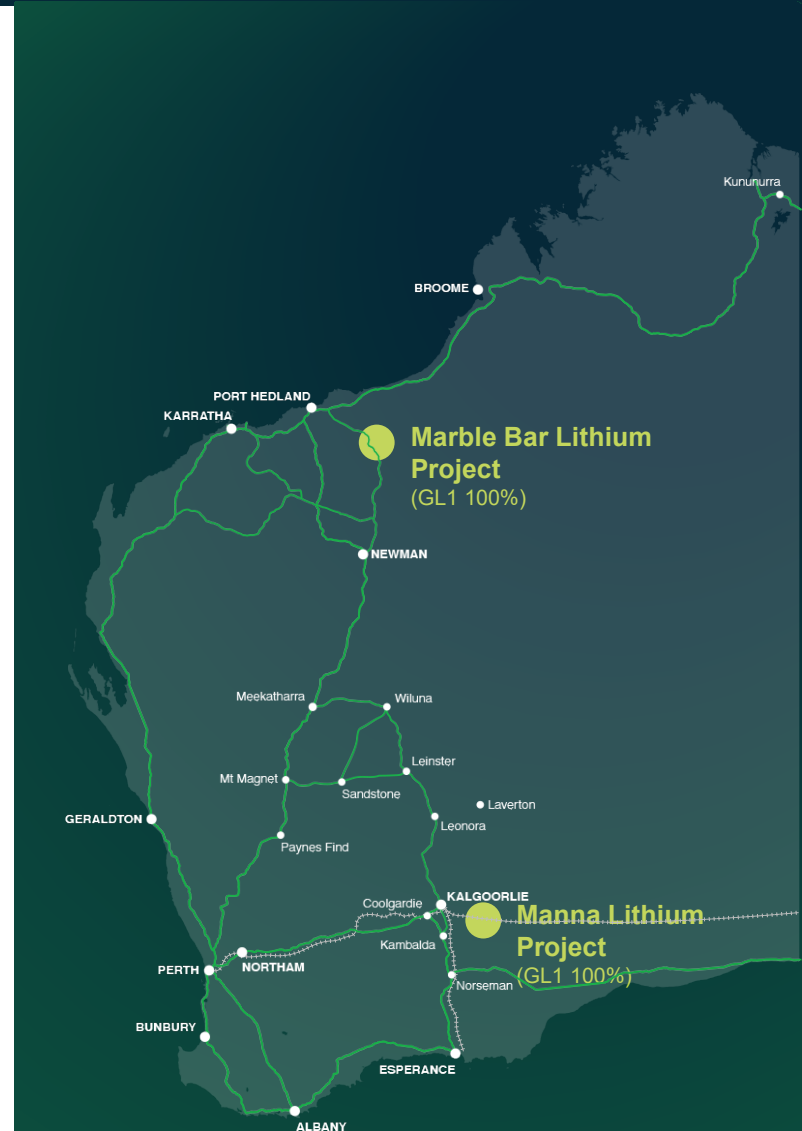 Kununurra
BROOME
PORT HEDLAND
KARRATHA
Marble Bar Lithium
Project
(GL1 100%)
NEWMAN
Meekatharra
Wiluna
Leinster
Mt Magnet
Sandstone
Laverton
GERALDTON
Leonora
Paynes Find
KALGOORLIE
Coolgardie
Manna Lithium
Project
(GL1 100%)
Kambalda
NORTHAM
PERTH
Norseman
BUNBURY
ESPERANCE
ALBANY